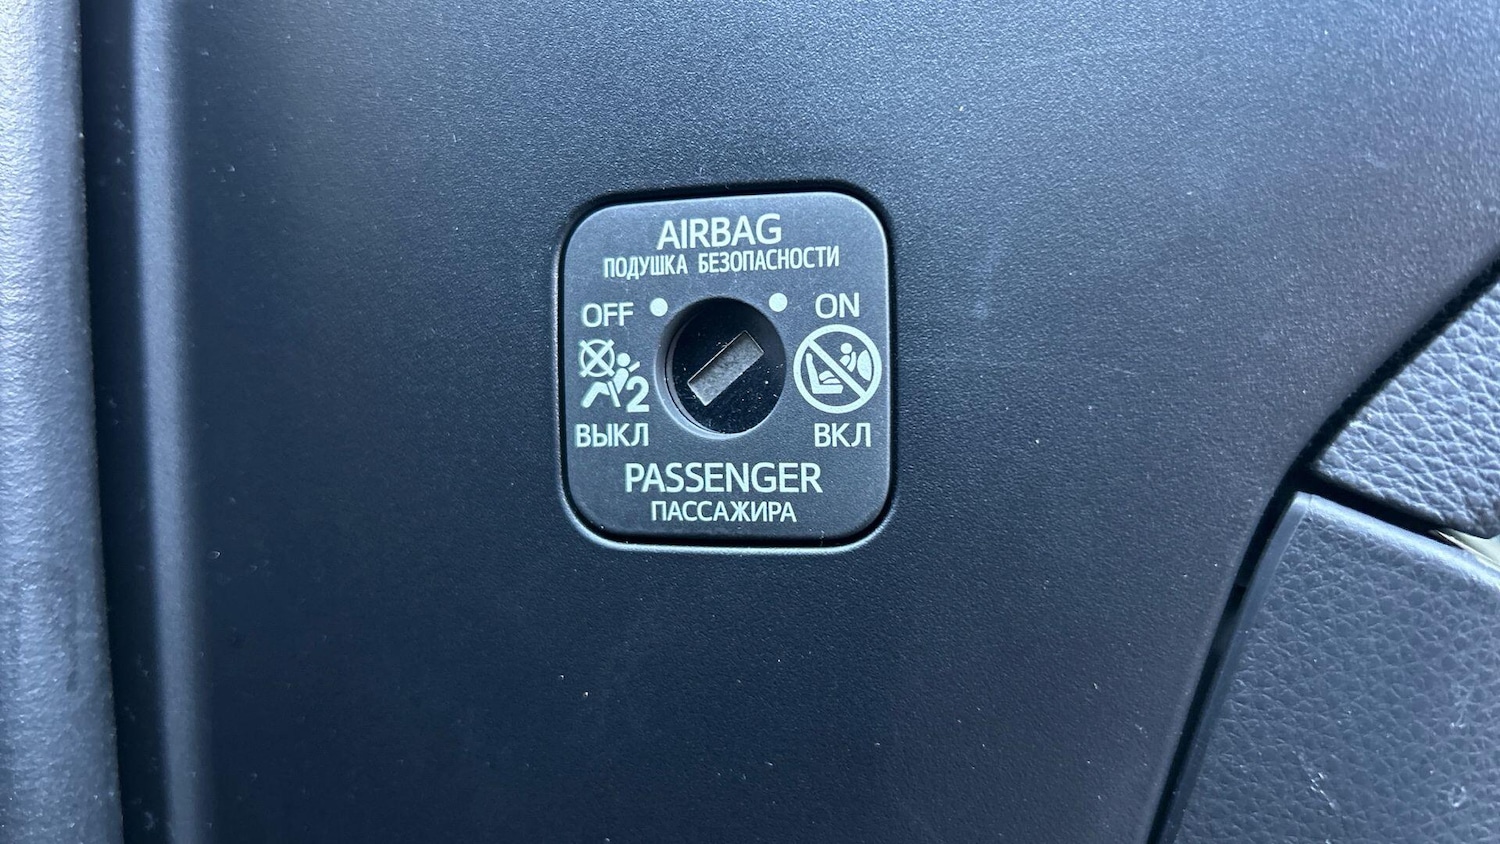 AIRBAG
ПОДУШКА БЕЗОПАСНОСТИ
OFF ON
2
ВЫКЛ ВКЛ
PASSENGER
ПАССАЖИРА